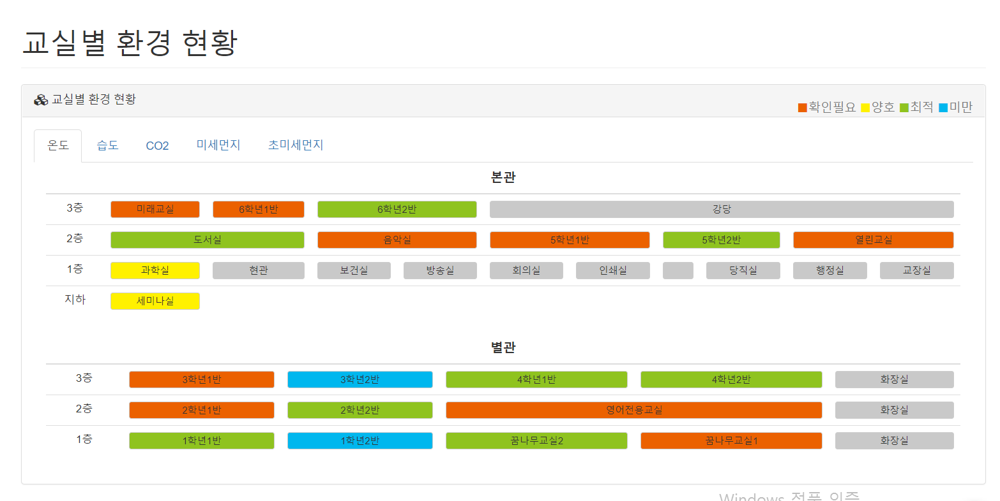 교실별 환경 현황
교실별 환경 현황
확인필요 양호 최적 미만
온도 습도 CO2 미세먼지 초미세먼지
본관
3층 미래교실 6학년1반 6학년2반 강당
2층 도서실 음악실 5학년1반 5학년2반 열린교실
1층 과학실 현관 보건실 방송실 회의실 인쇄실 당직실 행정실 교장실
지하 세미나실
별관
3층 3학년1반 3학년2반 4학년1반 4학년2반 화장실
2층 2학년1반 2학년2반 영어전용교실 화장실
1층 1학년1반 1학년2반 꿈나무교실2 꿈나무교실1 화장실
Windows 정품 인증